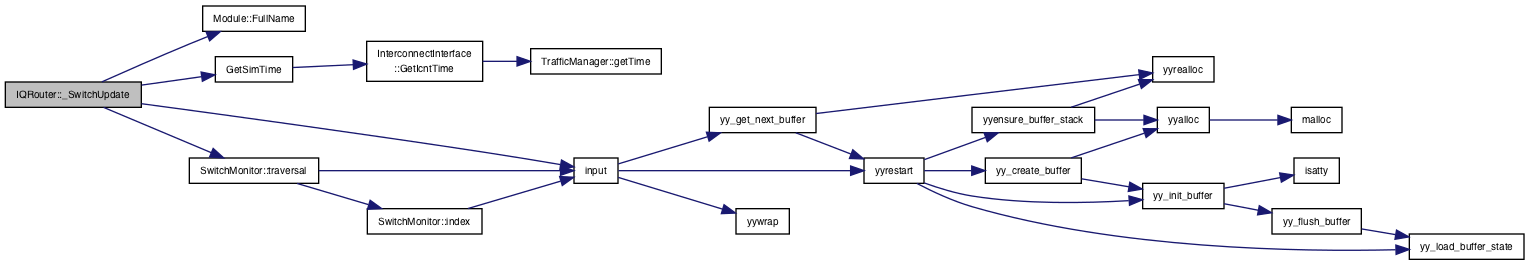 Module::FullName
InterconnectInterface
::GetIcntTime
TrafficManager::getTime
GetSimTime
yyrealloc
IQRouter::_SwitchUpdate
yy_get_next_buffer
yyensure_buffer_stack
yyalloc
malloc
SwitchMonitor::traversal
input
yyrestart
yy_create_buffer
isatty
yy_init_buffer
SwitchMonitor::index
yywrap
yy_flush_buffer
yy_load_buffer_state